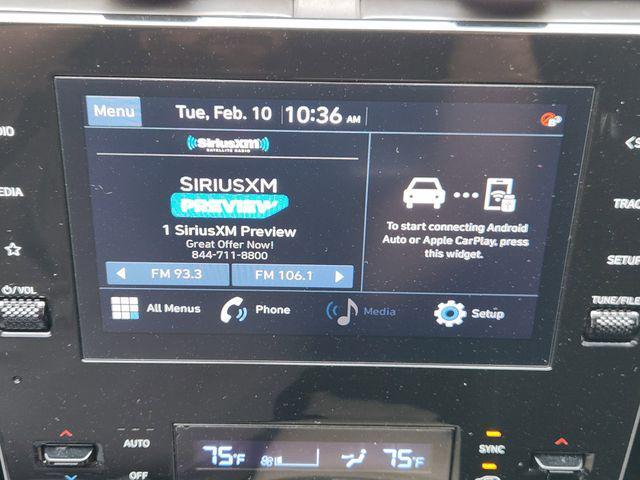 Menu
Tue, Feb. 10 10:36 AM
SiriusXM
SATELLITE RADIO
SIRIUSXM
PREVIEW
1 SiriusXM Preview
Great Offer Now!
844-711-8800
FM 93.3
FM 106.1
To start connecting Android
Auto or Apple CarPlay, press
this widget.
All Menus
Phone
Media
Setup
DIO
EDIA
VOL
<S
TRAC
SETUP
TUNE/FILE
AUTO
OFF
75°F
75°F
SYNC